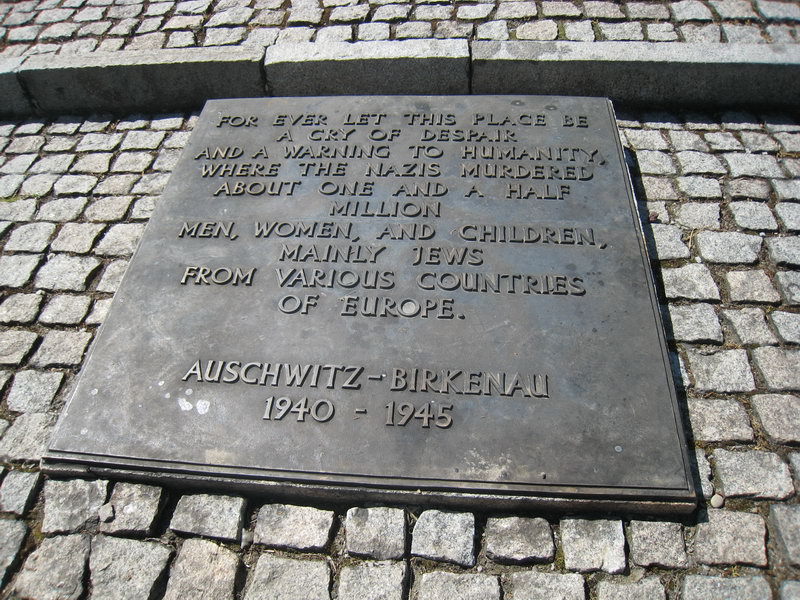 FOR EVER LET THIS PLACE BE
A CRY OF DESPAIR
AND A WARNING TO HUMANITY,
WHERE THE NAZIS MURDERED
ABOUT ONE AND A HALF
MILLION
MEN, WOMEN, AND CHILDREN,
MAINLY JEWS
FROM VARIOUS COUNTRIES
OF EUROPE.
AUSCHWITZ - BIRKENAU
1940 - 1945